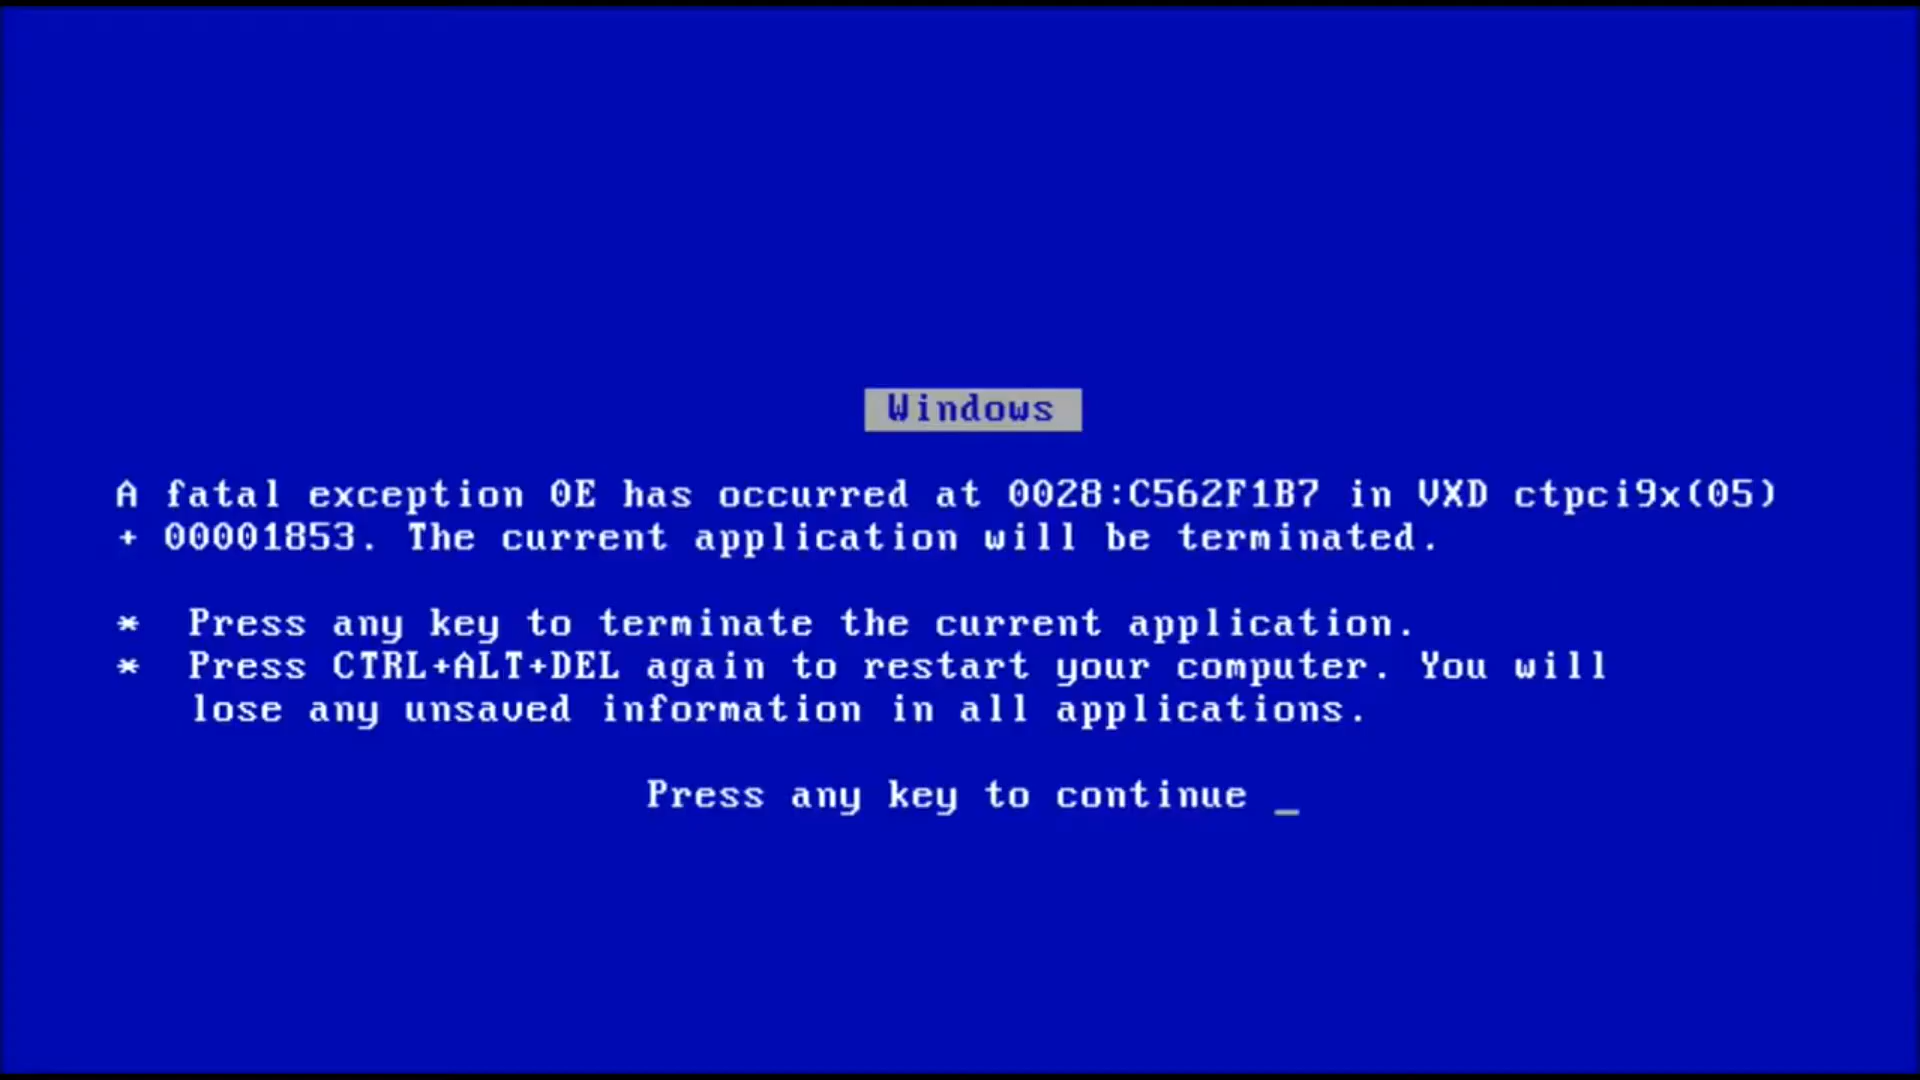 Windows
A fatal exception 0E has occurred at 0028:C562F1B7 in VXD ctpci9x(05)
+ 00001853. The current application will be terminated.
* Press any key to terminate the current application.
* Press CTRL+ALT+DEL again to restart your computer. You will
lose any unsaved information in all applications.
Press any key to continue _